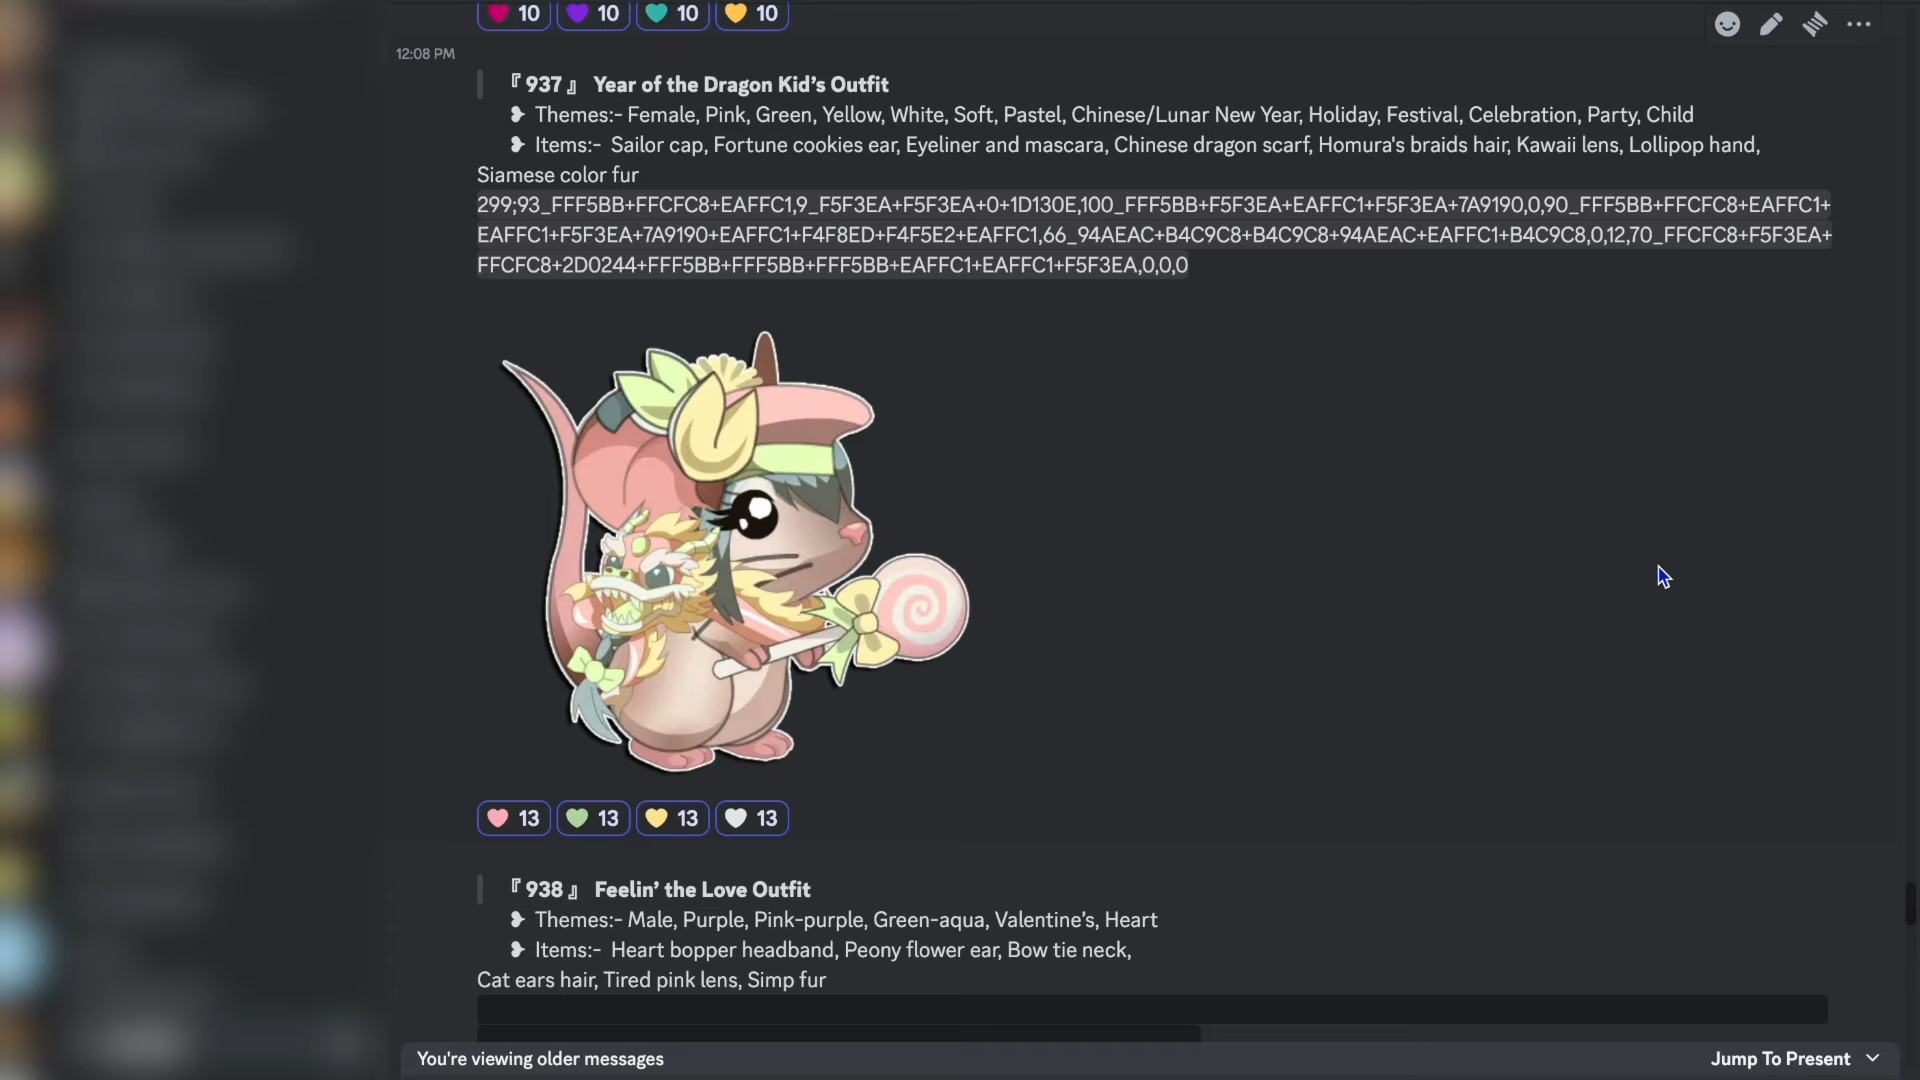 10 10 10 10
12:08 PM
『937』 Year of the Dragon Kid’s Outfit
❥ Themes:- Female, Pink, Green, Yellow, White, Soft, Pastel, Chinese/Lunar New Year, Holiday, Festival, Celebration, Party, Child
❥ Items:- Sailor cap, Fortune cookies ear, Eyeliner and mascara, Chinese dragon scarf, Homura's braids hair, Kawaii lens, Lollipop hand,
Siamese color fur
299;93_FFF5BB+FFCFC8+EAFFC1,9_F5F3EA+F5F3EA+0+1D130E,100_FFF5BB+F5F3EA+EAFFC1+F5F3EA+7A9190,0,90_FFF5BB+FFCFC8+EAFFC1+
EAFFC1+F5F3EA+7A9190+EAFFC1+F4F8ED+F4F5E2+EAFFC1,66_94AEAC+B4C9C8+B4C9C8+94AEAC+EAFFC1+B4C9C8,0,12,70_FFCFC8+F5F3EA+
FFCFC8+2D0244+FFF5BB+FFF5BB+FFF5BB+EAFFC1+EAFFC1+F5F3EA,0,0,0
13 13 13 13
『938』 Feelin’ the Love Outfit
❥ Themes:- Male, Purple, Pink-purple, Green-aqua, Valentine’s, Heart
❥ Items:- Heart bopper headband, Peony flower ear, Bow tie neck,
Cat ears hair, Tired pink lens, Simp fur
You're viewing older messages
Jump To Present